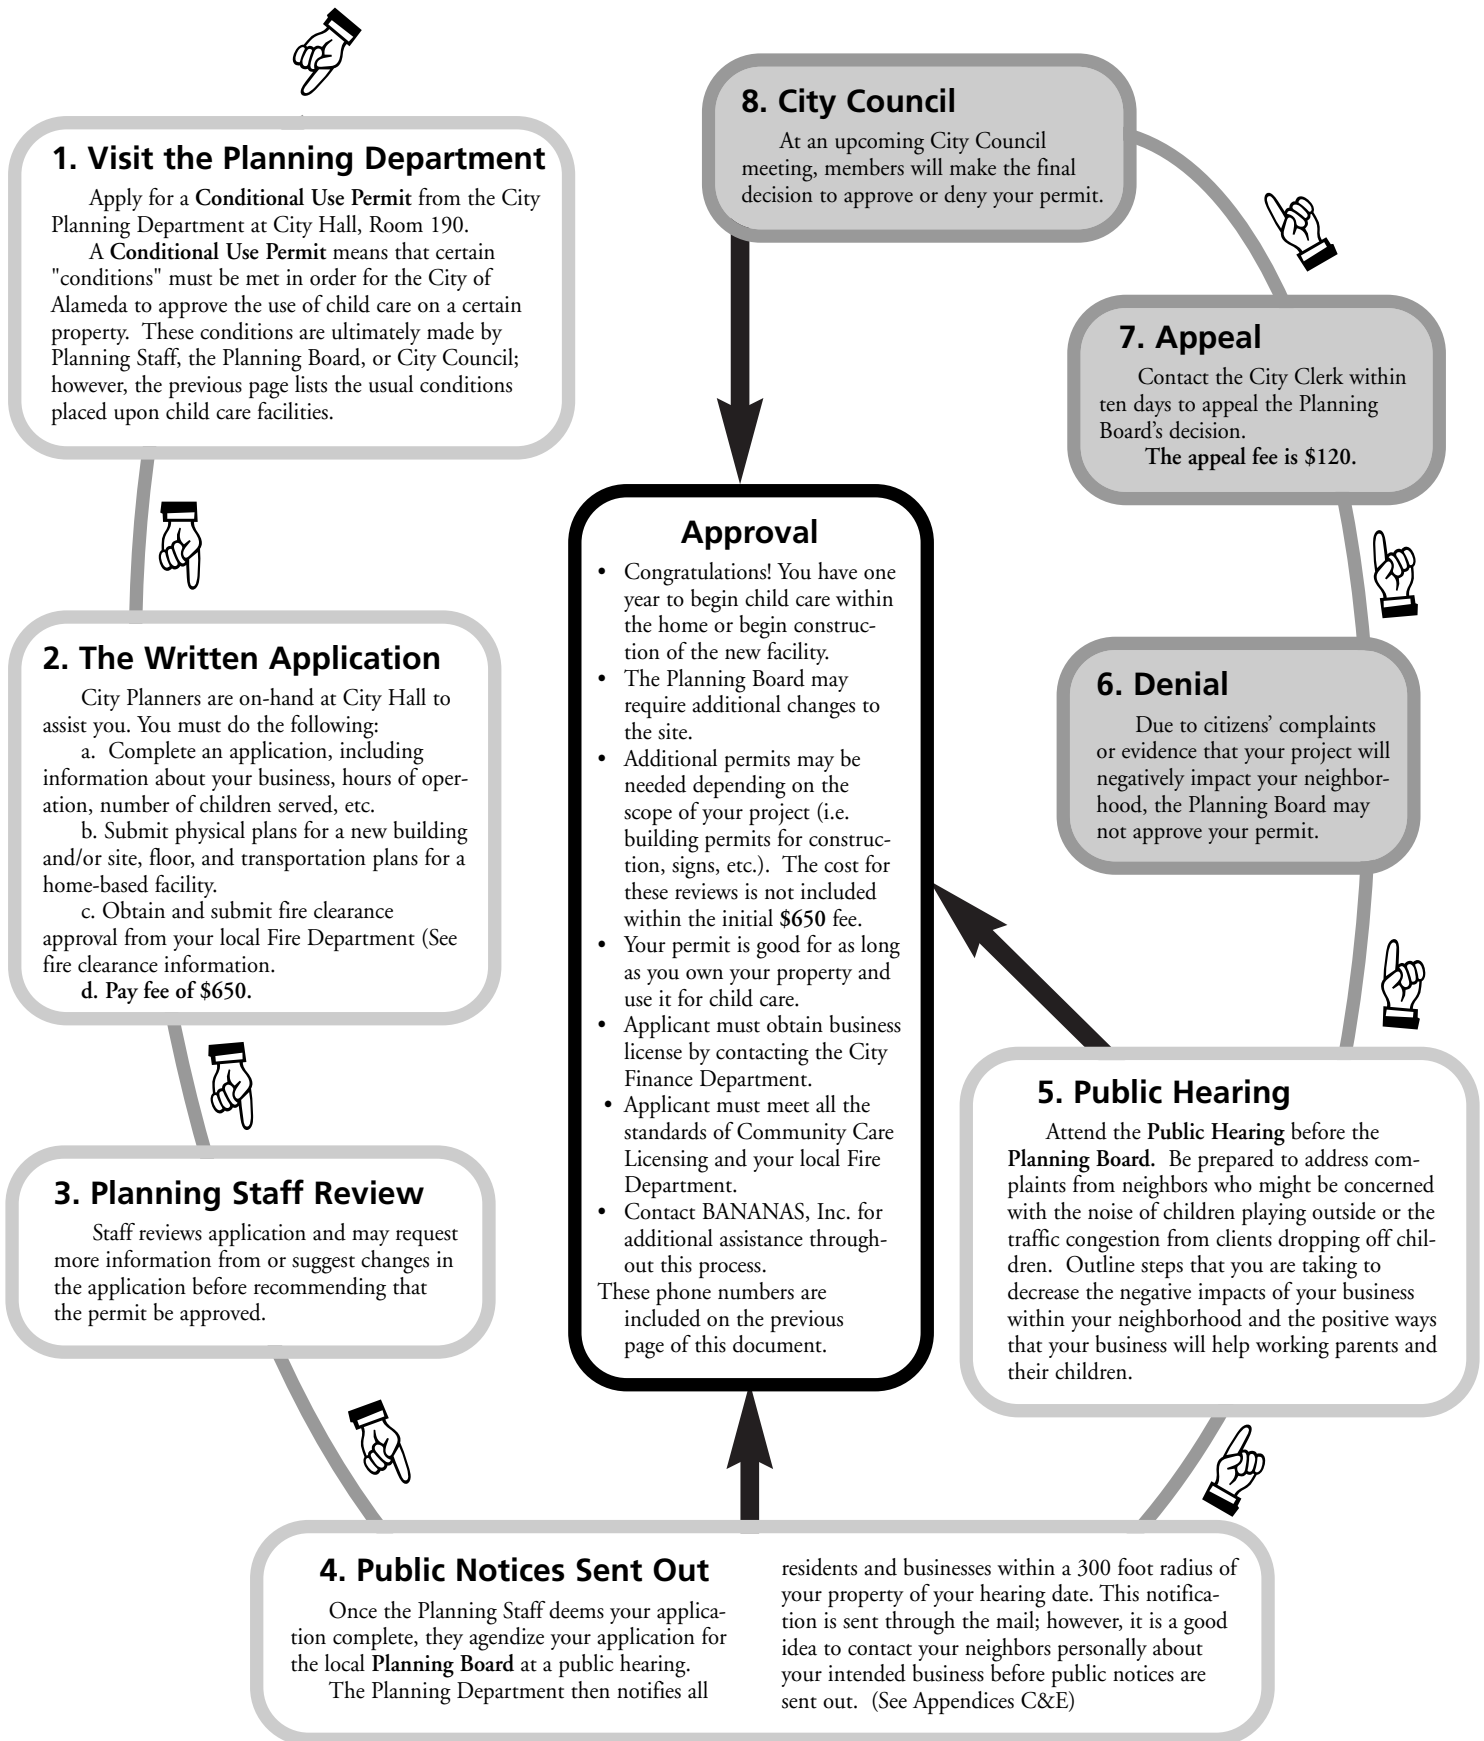 1. Visit the Planning Department
Apply for a Conditional Use Permit from the City
Planning Department at City Hall, Room 190.
A Conditional Use Permit means that certain
"conditions" must be met in order for the City of
Alameda to approve the use of child care on a certain
property.  These conditions are ultimately made by
Planning Staff, the Planning Board, or City Council;
however, the previous page lists the usual conditions
placed upon child care facilities.
2. The Written Application
City Planners are on-hand at City Hall to
assist you. You must do the following:
a.  Complete an application, including
information about your business, hours of oper-
ation, number of children served, etc.
b. Submit physical plans for a new building
and/or site, floor, and transportation plans for a
home-based facility.
c. Obtain and submit fire clearance
approval from your local Fire Department (See
fire clearance information.
d. Pay fee of $650.
3. Planning Staff Review
Staff reviews application and may request
more information from or suggest changes in
the application before recommending that
the permit be approved.
4. Public Notices Sent Out
Once the Planning Staff deems your applica-
tion complete, they agendize your application for
the local Planning Board at a public hearing.
The Planning Department then notifies all
residents and businesses within a 300 foot radius of
your property of your hearing date. This notifica-
tion is sent through the mail; however, it is a good
idea to contact your neighbors personally about
your intended business before public notices are
sent out.  (See Appendices C&E)
5. Public Hearing
Attend the Public Hearing before the
Planning Board.  Be prepared to address com-
plaints from neighbors who might be concerned
with the noise of children playing outside or the
traffic congestion from clients dropping off chil-
dren.  Outline steps that you are taking to
decrease the negative impacts of your business
within your neighborhood and the positive ways
that your business will help working parents and
their children.
6. Denial
Due to citizens’ complaints
or evidence that your project will
negatively impact your neighbor-
hood, the Planning Board may
not approve your permit.
7. Appeal
Contact the City Clerk within
ten days to appeal the Planning
Board’s decision.
The appeal fee is $120.
8. City Council
At an upcoming City Council
meeting, members will make the final
decision to approve or deny your permit.
Approval
• Congratulations! You have one
year to begin child care within
the home or begin construc-
tion of the new facility.
• The Planning Board may
require additional changes to
the site.
• Additional permits may be
needed depending on the
scope of your project (i.e.
building permits for construc-
tion, signs, etc.).  The cost for
these reviews is not included
within the initial $650 fee.
• Your permit is good for as long
as you own your property and
use it for child care.
• Applicant must obtain business
license by contacting the City
Finance Department.
• Applicant must meet all the
standards of Community Care
Licensing and your local Fire
Department.
• Contact BANANAS, Inc. for
additional assistance through-
out this process.
These phone numbers are
included on the previous
page of this document.